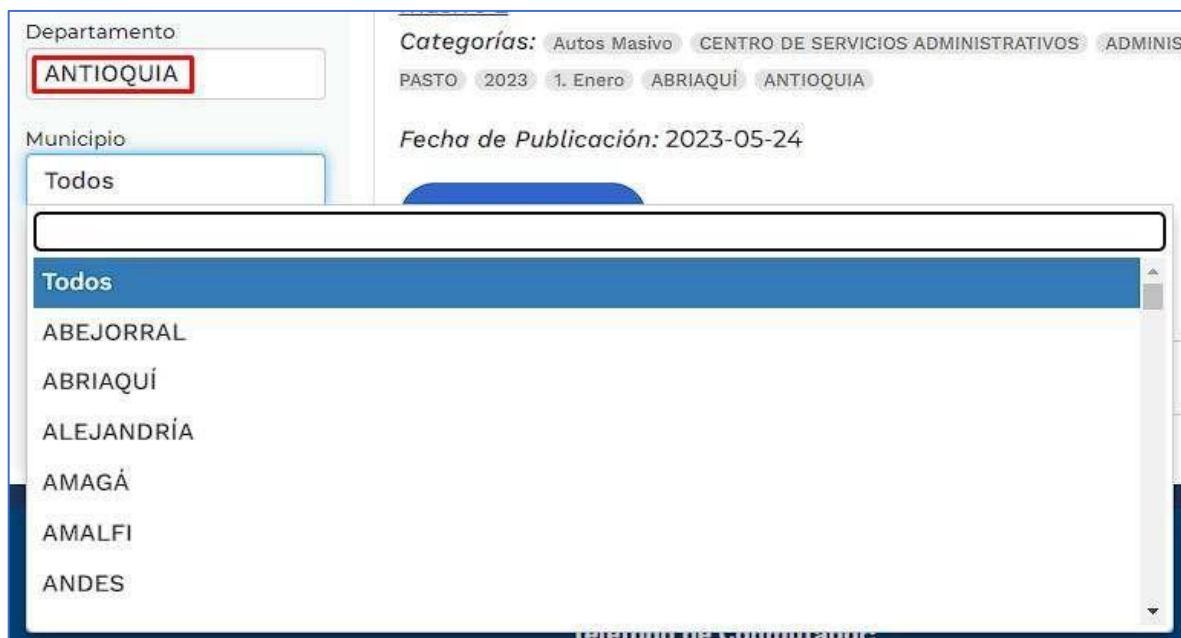 Departamento
ANTIOQUIA
Municipio
Todos
Categorías: Autos Masivo CENTRO DE SERVICIOS ADMINISTRATIVOS
PASTO 2023 1. Enero ABRIAQUÍ ANTIOQUIA
Fecha de Publicación: 2023-05-24
Todos
ABEJORRAL
ABRIAQUÍ
ALEJANDRÍA
AMAGÁ
AMALFI
ANDES